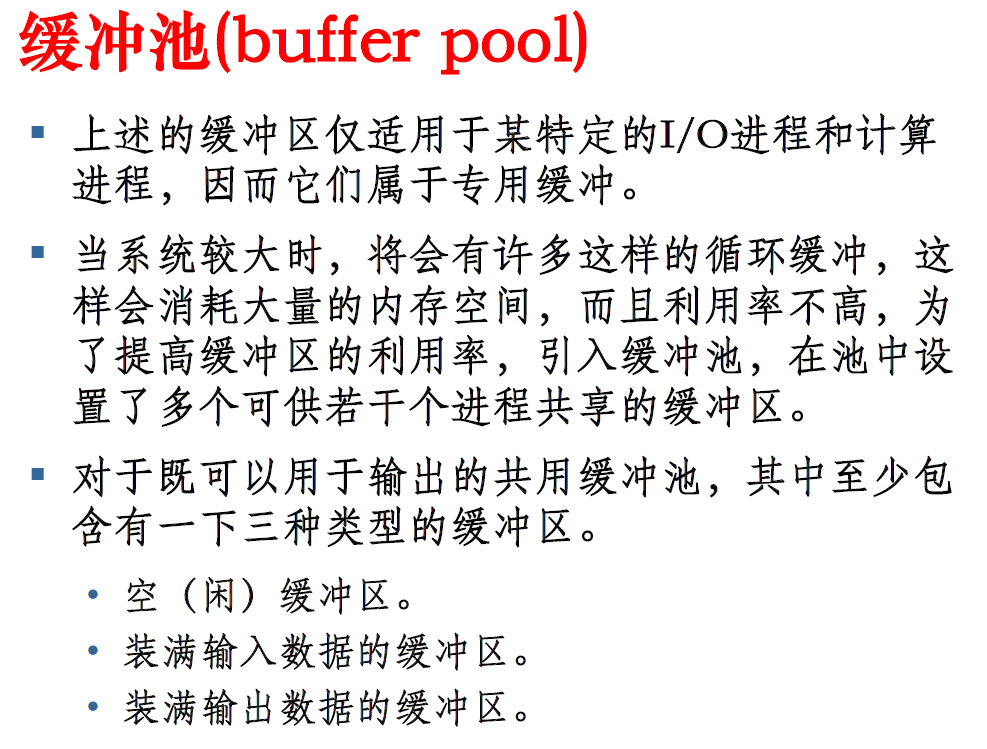 缓冲池(buffer pool)
上述的缓冲区仅适用于某特定的I/O进程和计算
进程，因而它们属于专用缓冲。
当系统较大时，将会有许多这样的循环缓冲，这
样会消耗大量的内存空间，而且利用率不高，为
了提高缓冲区的利用率，引入缓冲池，在池中设
置了多个可供若干个进程共享的缓冲区。
对于既可以用于输出的共用缓冲池，其中至少包
含有一下三种类型的缓冲区。
空（闲）缓冲区。
装满输入数据的缓冲区。
装满输出数据的缓冲区。